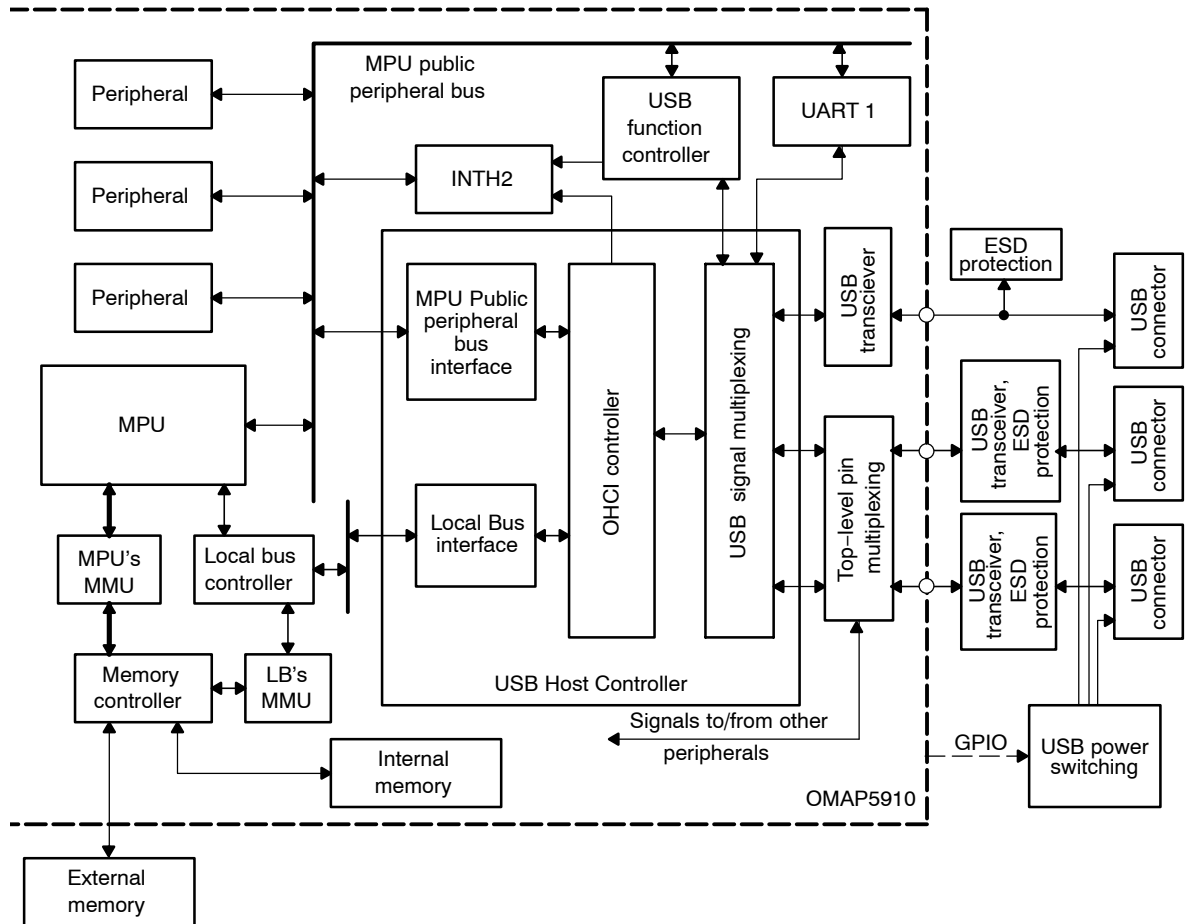 MPU public
peripheral bus
Peripheral
Peripheral
Peripheral
USB
function
controller
UART 1
INTH2
MPU Public
peripheral
bus
interface
OHCI controller
USB signal multiplexing
USB
transciever
ESD
protection
USB
connector
MPU
USB
transceiver,
ESD
protection
USB
connector
Top-level pin
multiplexing
Local Bus
interface
MPU's
MMU
Local bus
controller
USB
transceiver,
ESD
protection
USB
connector
Memory
controller
LB's
MMU
USB Host Controller
Signals to/from other
peripherals
GPIO
USB power
switching
Internal
memory
OMAP5910
External
memory